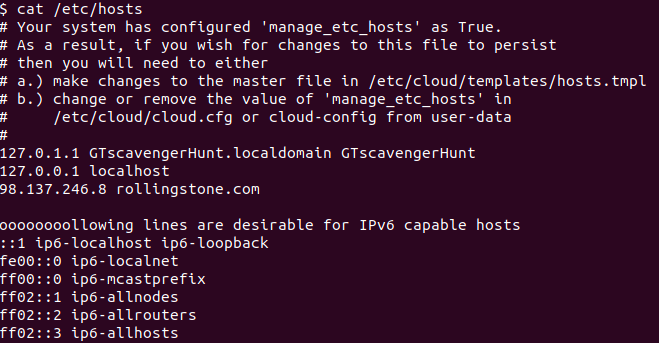 $ cat /etc/hosts
# Your system has configured 'manage_etc_hosts' as True.
# As a result, if you wish for changes to this file to persist
# then you will need to either
# a.) make changes to the master file in /etc/cloud/templates/hosts.tmpl
# b.) change or remove the value of 'manage_etc_hosts' in
#     /etc/cloud/cloud.cfg or cloud-config from user-data
#
127.0.1.1 GTscavengerHunt.localdomain GTscavengerHunt
127.0.0.1 localhost
98.137.246.8 rollingstone.com

oooooooollowing lines are desirable for IPv6 capable hosts
::1 ip6-localhost ip6-loopback
fe00::0 ip6-localnet
ff00::0 ip6-mcastprefix
ff02::1 ip6-allnodes
ff02::2 ip6-allrouters
ff02::3 ip6-allhosts